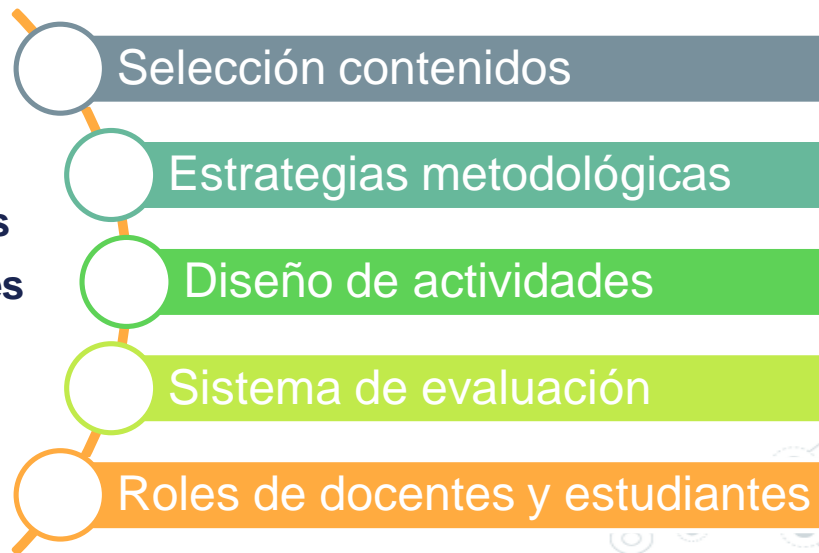 Selección contenidos
Estrategias metodológicas
Diseño de actividades
Sistema de evaluación
Roles de docentes y estudiantes